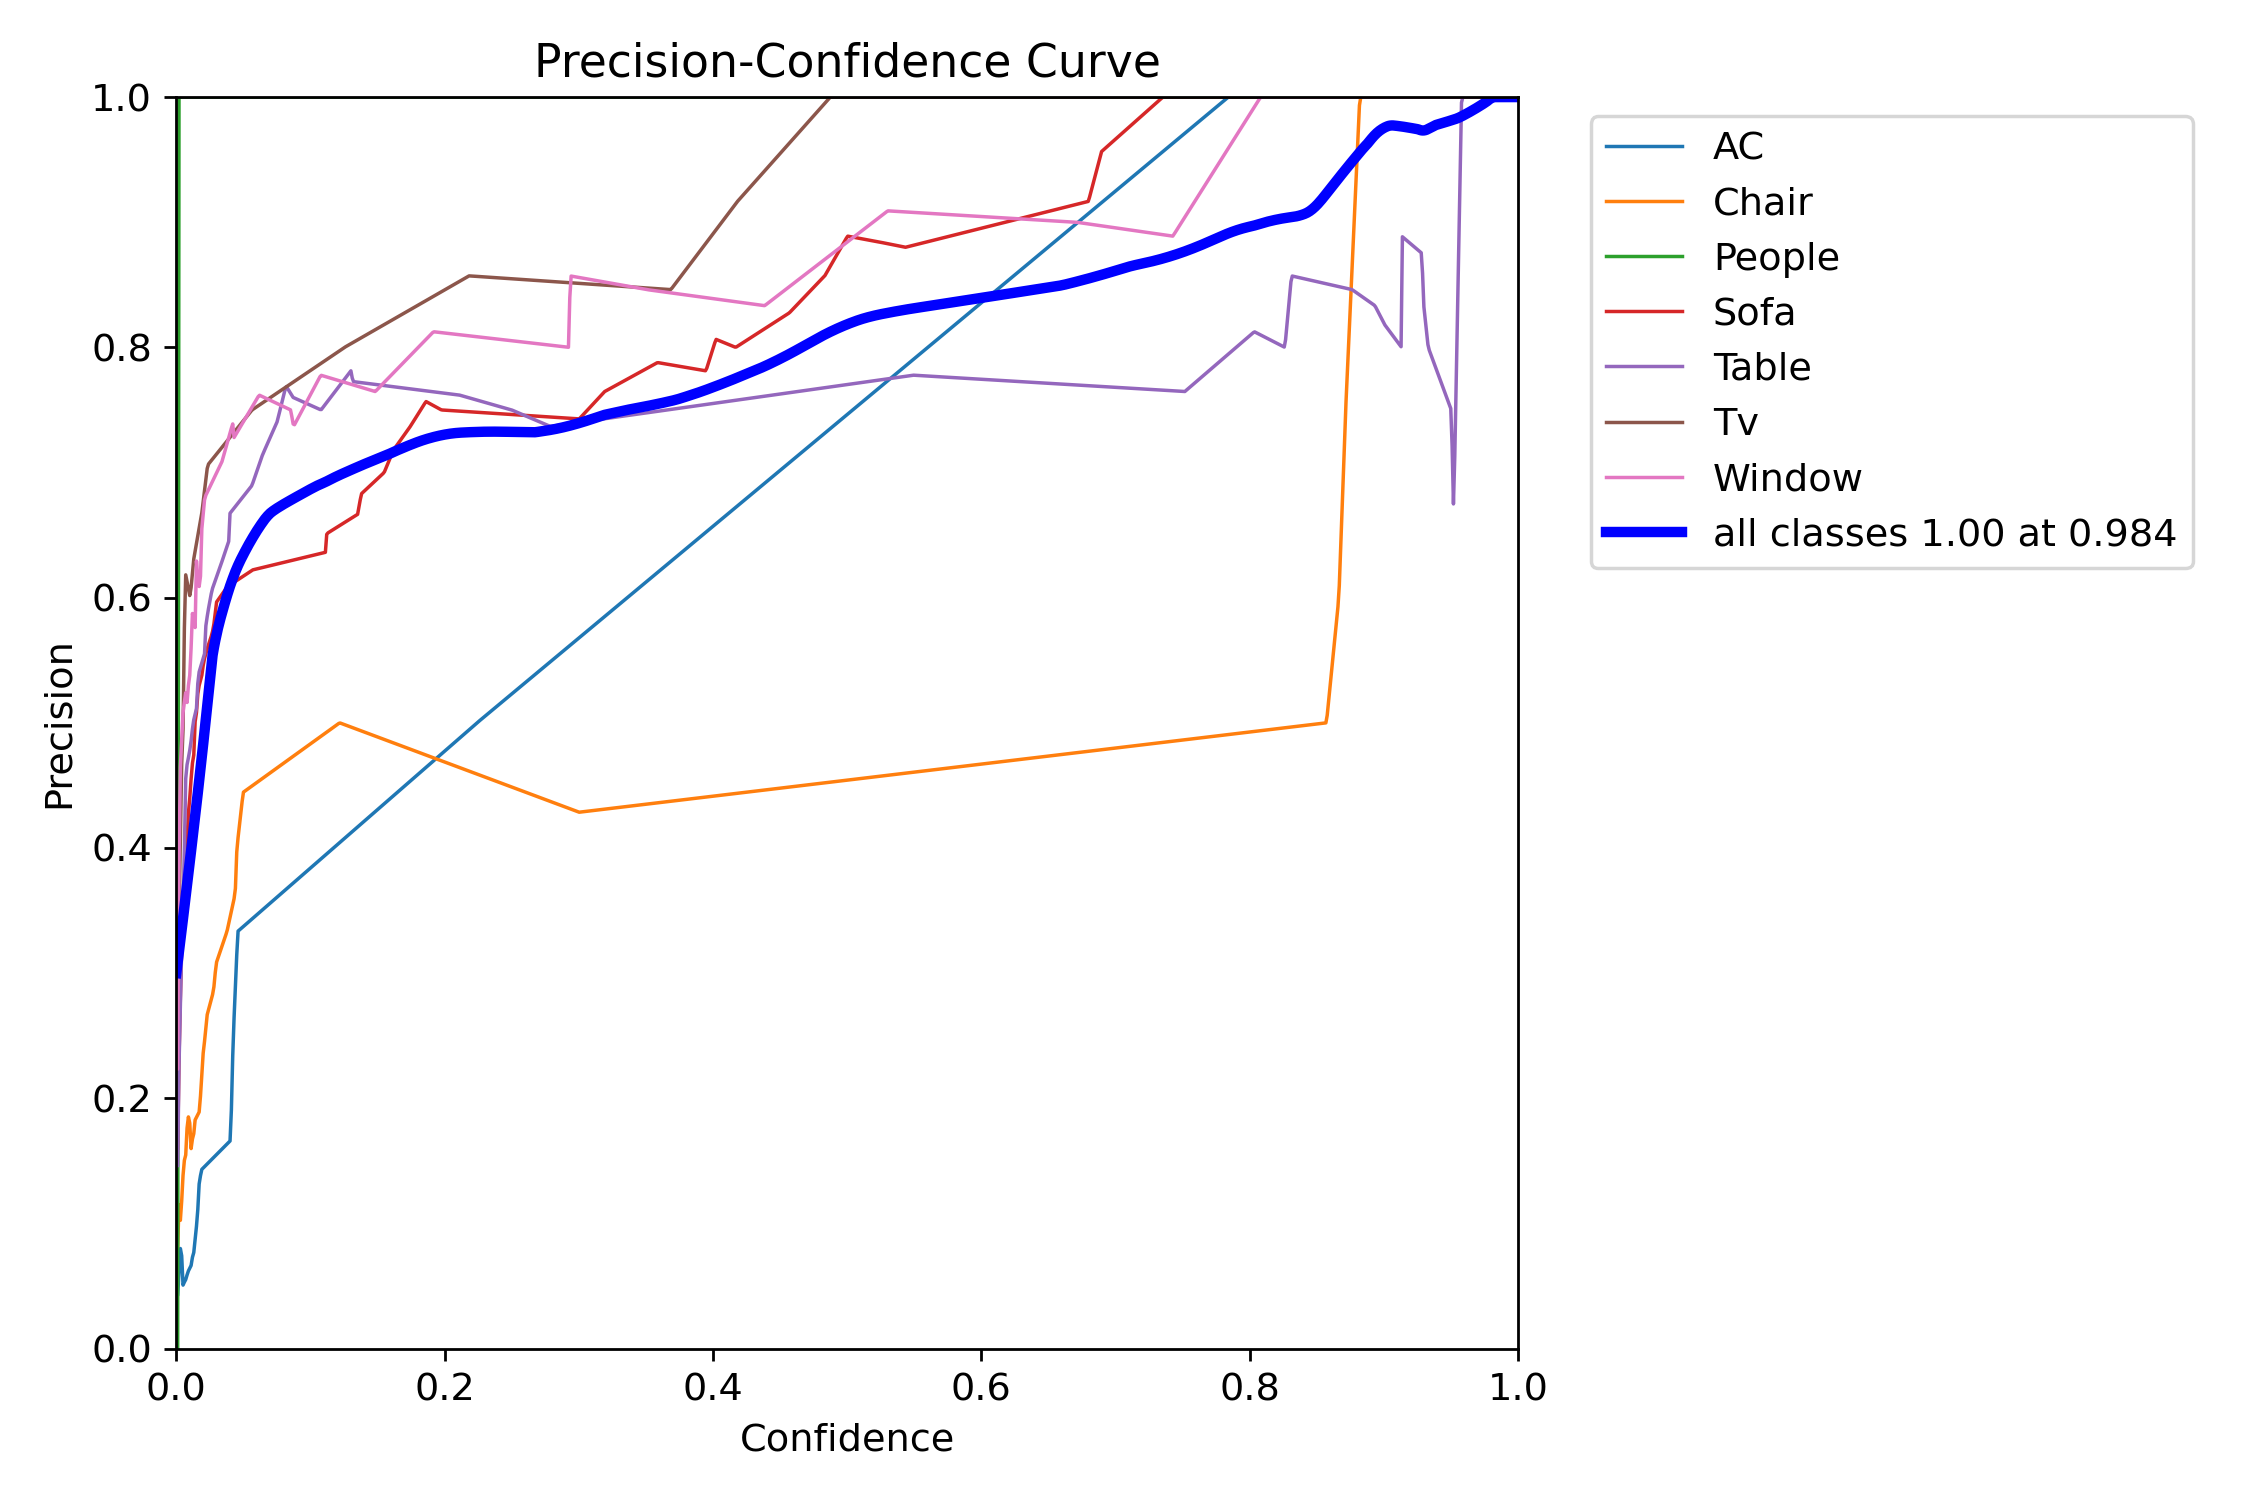 Precision-Confidence Curve
1.0
0.8
0.6
0.4
0.2
0.0
Precision
0.0 0.2 0.4 0.6 0.8 1.0
Confidence
AC
Chair
People
Sofa
Table
Tv
Window
all classes 1.00 at 0.984